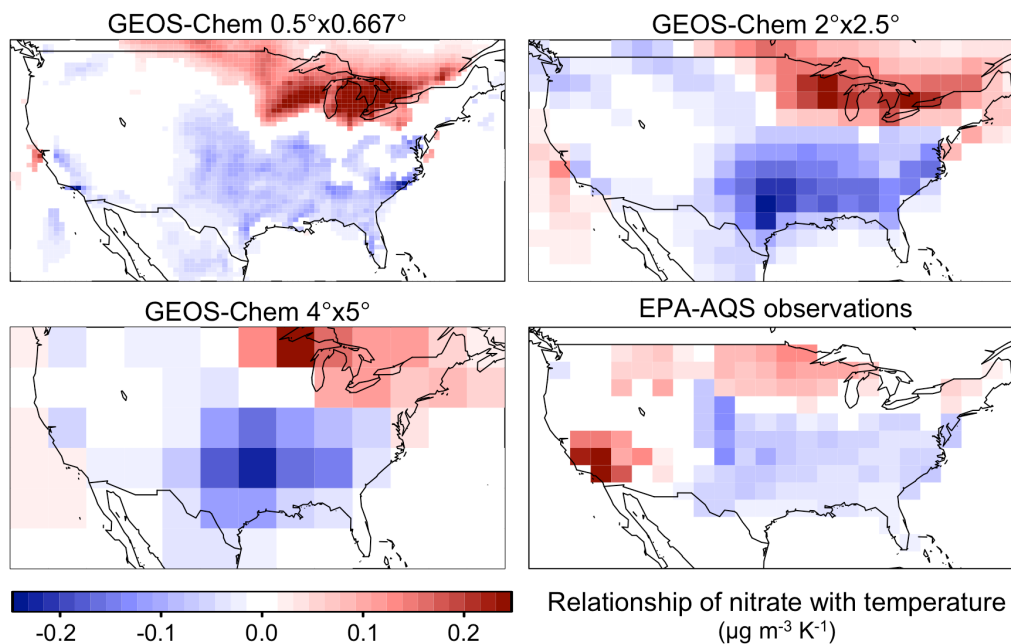 GEOS-Chem 0.5°x0.667°
GEOS-Chem 2°x2.5°
GEOS-Chem 4°x5°
EPA-AQS observations
-0.2 -0.1 0.0 0.1 0.2
Relationship of nitrate with temperature
(µg m⁻³ K⁻¹)